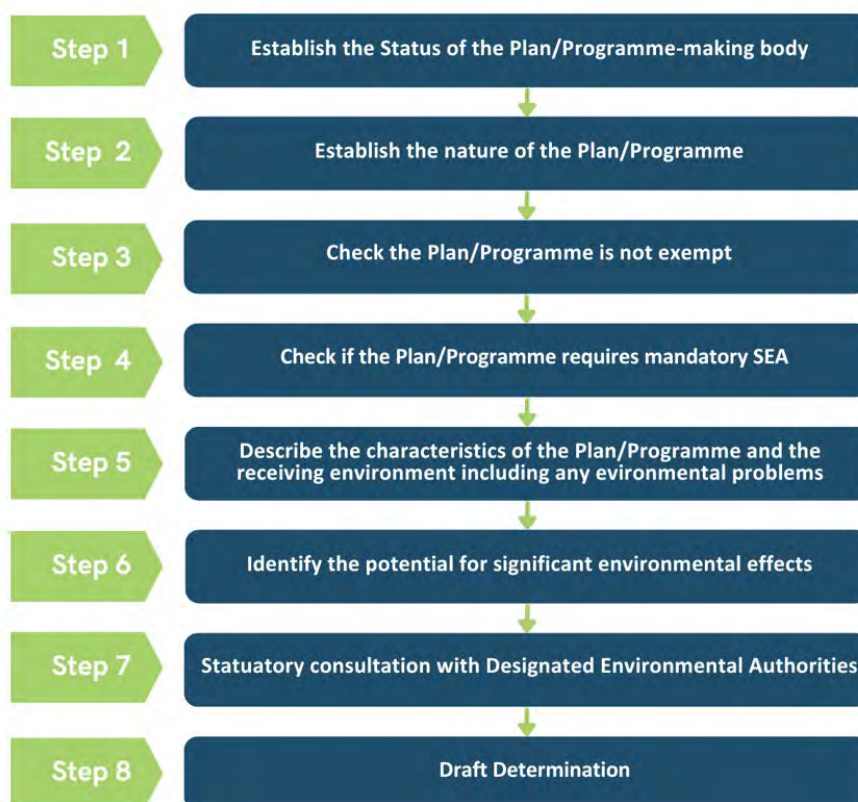 Step 1
Establish the Status of the Plan/Programme-making body
Step 2
Establish the nature of the Plan/Programme
Step 3
Check the Plan/Programme is not exempt
Step 4
Check if the Plan/Programme requires mandatory SEA
Step 5
Describe the characteristics of the Plan/Programme and the
receiving environment including any evironmental problems
Step 6
Identify the potential for significant environmental effects
Step 7
Statuatory consultation with Designated Environmental Authorities
Step 8
Draft Determination